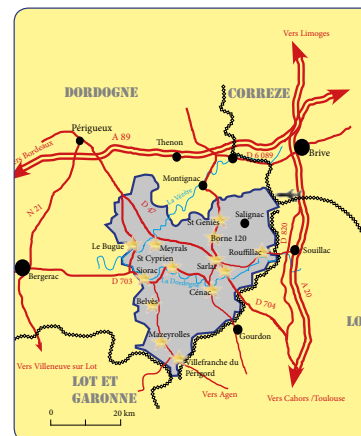 Vers Limoges
DORDOGNE
CORREZE
Périgueux
A 89
Thenon
D 6 089
Brive
Vers Bordeaux
Montignac
La Vézère
N 21
D 47
St Geniès
Salignac
D 820
Borne 120
Le Bugue
Meyrals
Rouffillac
Souillac
St Cyprien
Siorac
Sarlat
Bergerac
D 703
La Dordogne
Cénac
A 20
Belvès
D 704
LO
Gourdon
Mazeyrolles
Villefranche du
Périgord
Vers Villeneuve sur Lot
LOT ET
GARONNE
Vers Agen
Vers Cahors /Toulouse
0
20 km